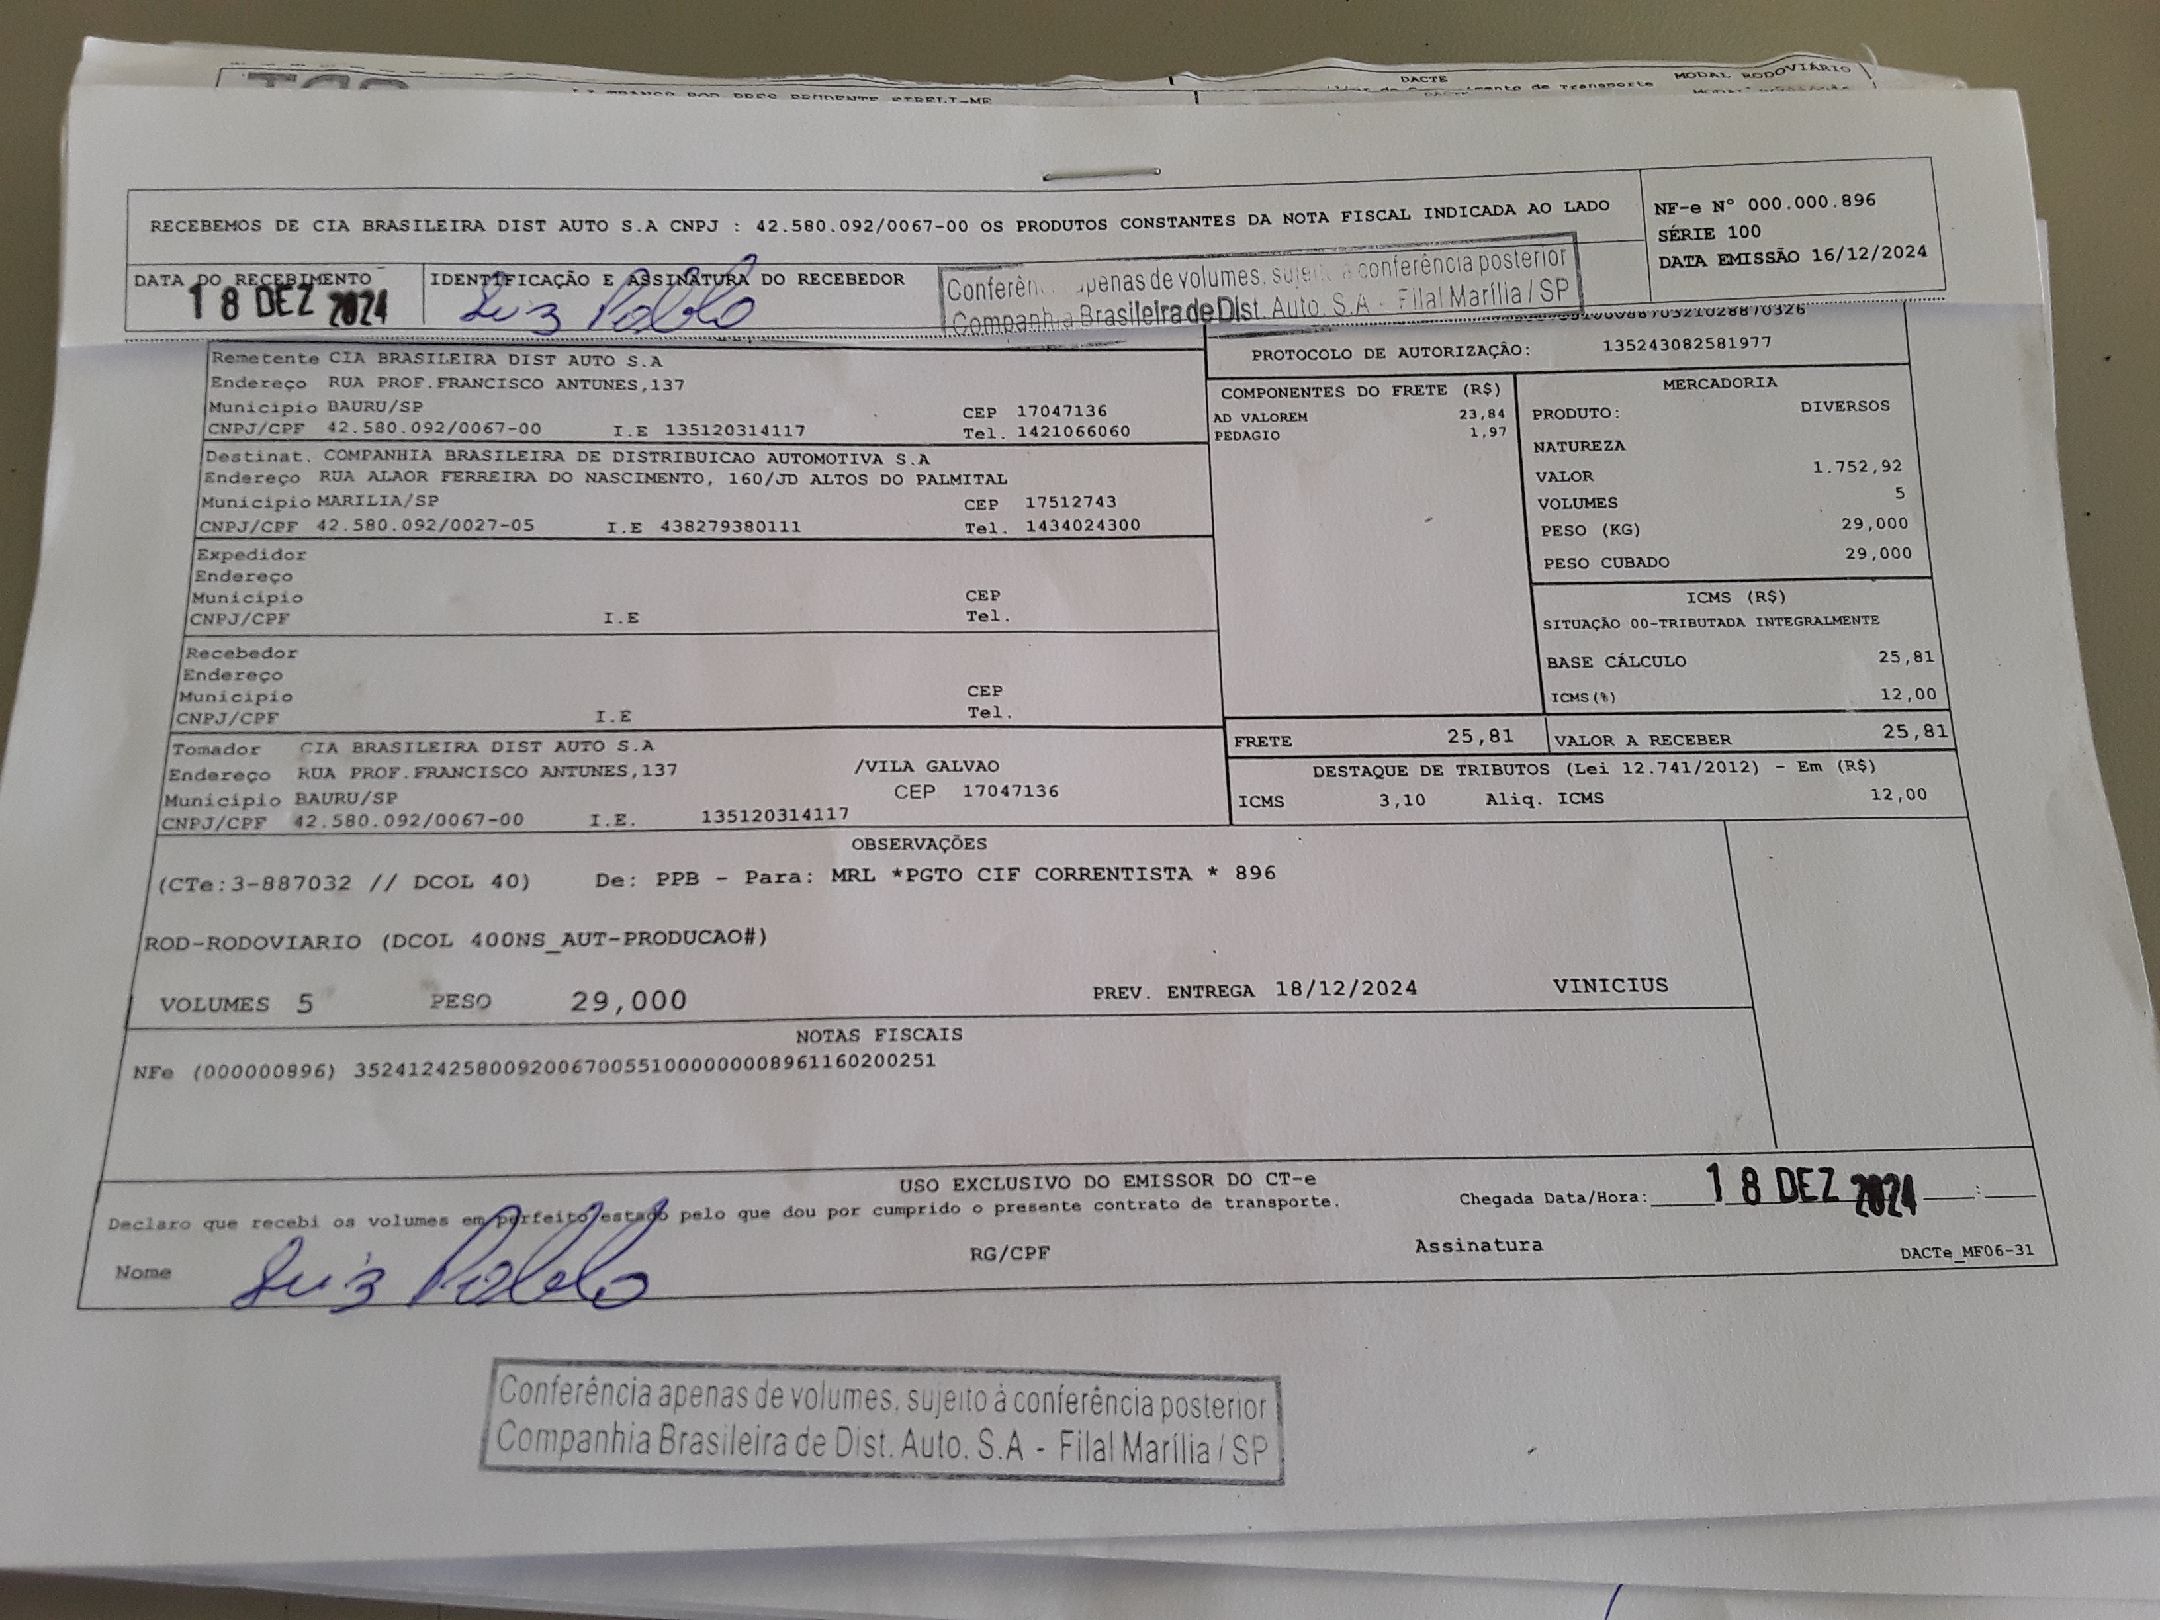 DACTE
MODAL RODOVIÁRIO
RECEBEMOS DE CIA BRASILEIRA DIST AUTO S.A CNPJ : 42.580.092/0067-00 OS PRODUTOS CONSTANTES DA NOTA FISCAL INDICADA AO LADO
NF-e Nº 000.000.896
SÉRIE 100
DATA EMISSÃO 16/12/2024
DATA DO RECEBIMENTO
18 DEZ 2024
IDENTIFICAÇÃO E ASSINATURA DO RECEBEDOR
Luiz Pablo
Conferên apenas de volumes, sujeito à conferência posterior
Companhia Brasileira de Dist. Auto. S.A - Filal Marília / SP
PROTOCOLO DE AUTORIZAÇÃO: 135243082581977
Remetente CIA BRASILEIRA DIST AUTO S.A
Endereço RUA PROF.FRANCISCO ANTUNES,137
Municipio BAURU/SP CEP 17047136
CNPJ/CPF 42.580.092/0067-00 I.E 135120314117 Tel. 1421066060
Destinat. COMPANHIA BRASILEIRA DE DISTRIBUICAO AUTOMOTIVA S.A
Endereço RUA ALAOR FERREIRA DO NASCIMENTO, 160/JD ALTOS DO PALMITAL
Municipio MARILIA/SP CEP 17512743
CNPJ/CPF 42.580.092/0027-05 I.E 438279380111 Tel. 1434024300
Expedidor
Endereço
Municipio CEP
CNPJ/CPF I.E Tel.
Recebedor
Endereço
Municipio CEP
CNPJ/CPF I.E Tel.
Tomador CIA BRASILEIRA DIST AUTO S.A
Endereço RUA PROF.FRANCISCO ANTUNES,137 /VILA GALVAO
Municipio BAURU/SP CEP 17047136
CNPJ/CPF 42.580.092/0067-00 I.E. 135120314117
COMPONENTES DO FRETE (R$)
AD VALOREM 23,84
PEDAGIO 1,97
MERCADORIA
PRODUTO: DIVERSOS
NATUREZA
VALOR 1.752,92
VOLUMES 5
PESO (KG) 29,000
PESO CUBADO 29,000
ICMS (R$)
SITUAÇÃO 00-TRIBUTADA INTEGRALMENTE
BASE CÁLCULO 25,81
ICMS(%) 12,00
FRETE 25,81 VALOR A RECEBER 25,81
DESTAQUE DE TRIBUTOS (Lei 12.741/2012) - Em (R$)
ICMS 3,10 Aliq. ICMS 12,00
OBSERVAÇÕES
(CTe:3-887032 // DCOL 40) De: PPB - Para: MRL *PGTO CIF CORRENTISTA * 896
ROD-RODOVIARIO (DCOL 400NS_AUT-PRODUCAO#)
VOLUMES 5 PESO 29,000 PREV. ENTREGA 18/12/2024 VINICIUS
NOTAS FISCAIS
NFe (000000896) 35241242580092006700551000000008961160200251
USO EXCLUSIVO DO EMISSOR DO CT-e
Declaro que recebi os volumes em perfeito estado pelo que dou por cumprido o presente contrato de transporte.
Chegada Data/Hora: 18 DEZ 2024 :
Nome Luiz Pablo RG/CPF Assinatura
DACTe_MF06-31
Conferência apenas de volumes, sujeito à conferência posterior
Companhia Brasileira de Dist. Auto. S.A - Filal Marília / SP